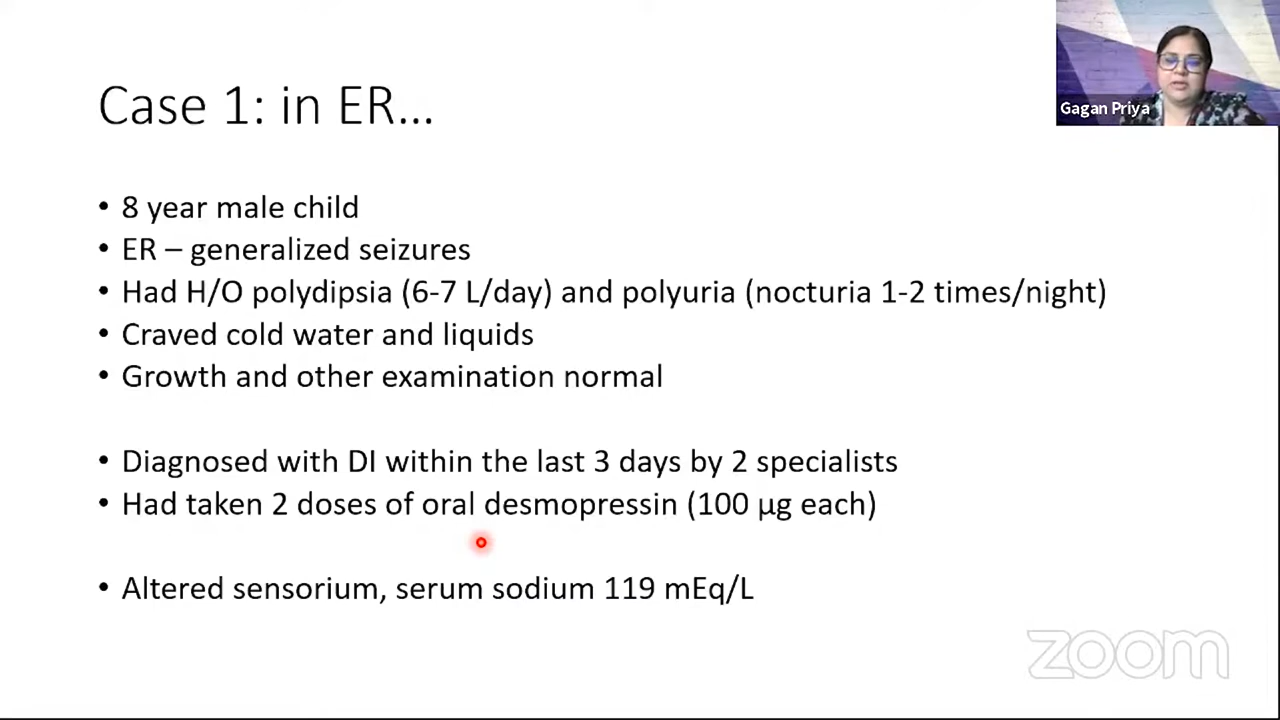 Gagan Priya
Case 1: in ER...
• 8 year male child
• ER – generalized seizures
• Had H/O polydipsia (6-7 L/day) and polyuria (nocturia 1-2 times/night)
• Craved cold water and liquids
• Growth and other examination normal
• Diagnosed with DI within the last 3 days by 2 specialists
• Had taken 2 doses of oral desmopressin (100 µg each)
• Altered sensorium, serum sodium 119 mEq/L
zoom